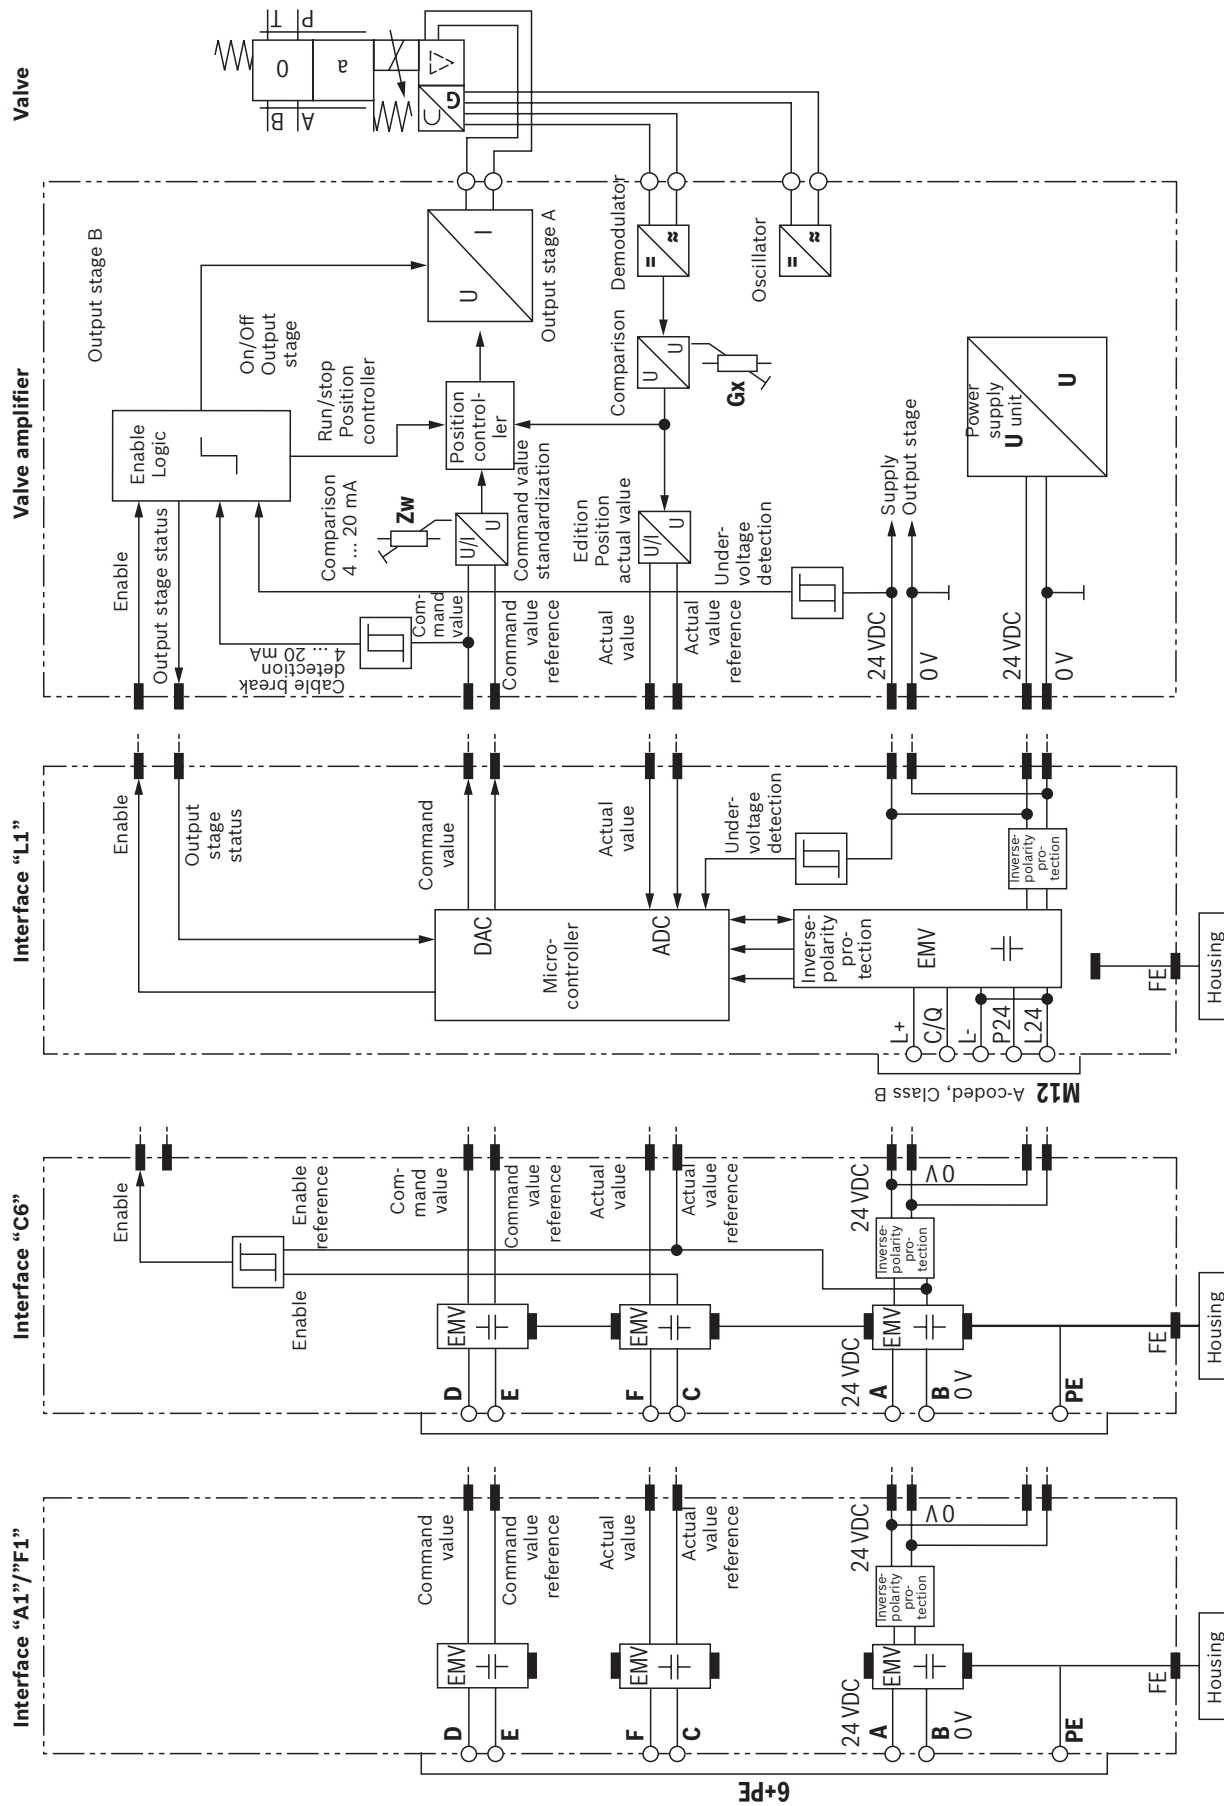 Interface “A1”/”F1”
Interface “C6”
Interface “L1”
Valve amplifier
Valve
6+PE
D
E
F
C
24 VDC
A
B
0 V
PE
EMV
EMV
EMV
Command
value
Command
value
reference
Actual
value
Actual
value
reference
Inverse-
polarity
pro-
tection
24 VDC
0 V
FE
Housing
D
E
F
C
24 VDC
A
B
0 V
PE
EMV
EMV
EMV
Enable
Enable
Enable
reference
Com-
mand
value
Command
value
reference
Actual
value
Actual
value
reference
Inverse-
polarity
pro-
tection
24 VDC
0 V
FE
Housing
M12 A-coded, Class B
L+
C/Q
L-
P24
L24
Enable
Output
stage
status
Command
value
DAC
Micro-
controller
ADC
Actual
value
Under-
voltage
detection
Inverse-
polarity
pro-
tection
EMV
Inverse-
polarity
pro-
tection
FE
Housing
Enable
Output stage status
Cable break
detection
4 ... 20 mA
Com-
mand
value
Command
value
reference
Actual
value
Actual
value
reference
24 VDC
0 V
24 VDC
0 V
Enable
Logic
Output stage B
On/Off
Output
stage
Run/stop
Position
controller
Comparison
4 ... 20 mA
Zw
U/I
U
Command value
standardization
Position
control-
ler
U
I
Output stage A
Edition
Position
actual value
U/I
U
Comparison
U
U
Gx
Demodulator
=
≈
Oscillator
=
≈
Under-
voltage
detection
Supply
Output stage
Power
supply
unit
U
U
T
P
0
a
B
A
U
G